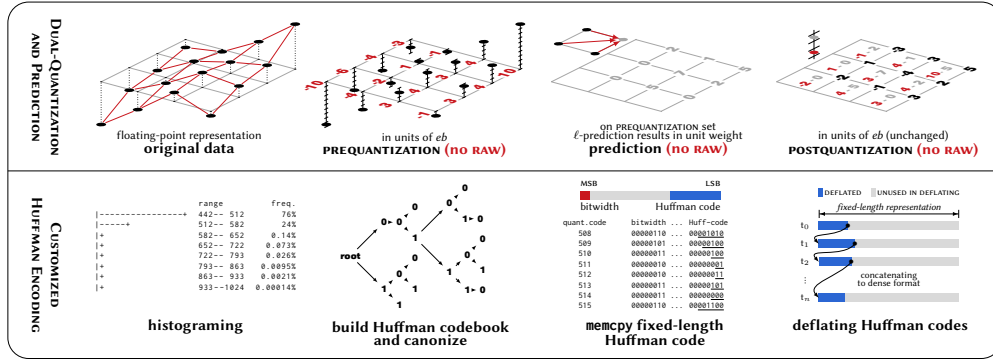 DUAL-QUANTIZATION
AND PREDICTION
floating-point representation
original data
in units of eb
PREQUANTIZATION (NO RAW)
on PREQUANTIZATION set
ℓ-prediction results in unit weight
prediction (NO RAW)
in units of eb (unchanged)
POSTQUANTIZATION (NO RAW)
CUSTOMIZED
HUFFMAN ENCODING
range freq.
|-----------------+ 442-- 512 76%
|-----+ 512-- 582 24%
|+ 582-- 652 0.14%
|+ 652-- 722 0.073%
|+ 722-- 793 0.026%
|+ 793-- 863 0.0095%
|+ 863-- 933 0.0021%
|+ 933--1024 0.00014%
histograming
root
build Huffman codebook
and canonize
MSB LSB
bitwidth Huffman code
quant.code bitwidth ... Huff-code
508 00000110 ... 00001010
509 00000101 ... 00000100
510 00000011 ... 00000100
511 00000010 ... 00000001
512 00000010 ... 00000011
513 00000011 ... 00000101
514 00000011 ... 00000000
515 00000110 ... 00001100
memcpy fixed-length
Huffman code
DEFLATED UNUSED IN DEFLATING
fixed-length representation
t0
t1
t2
⋮
tn
concatenating
to dense format
deflating Huffman codes